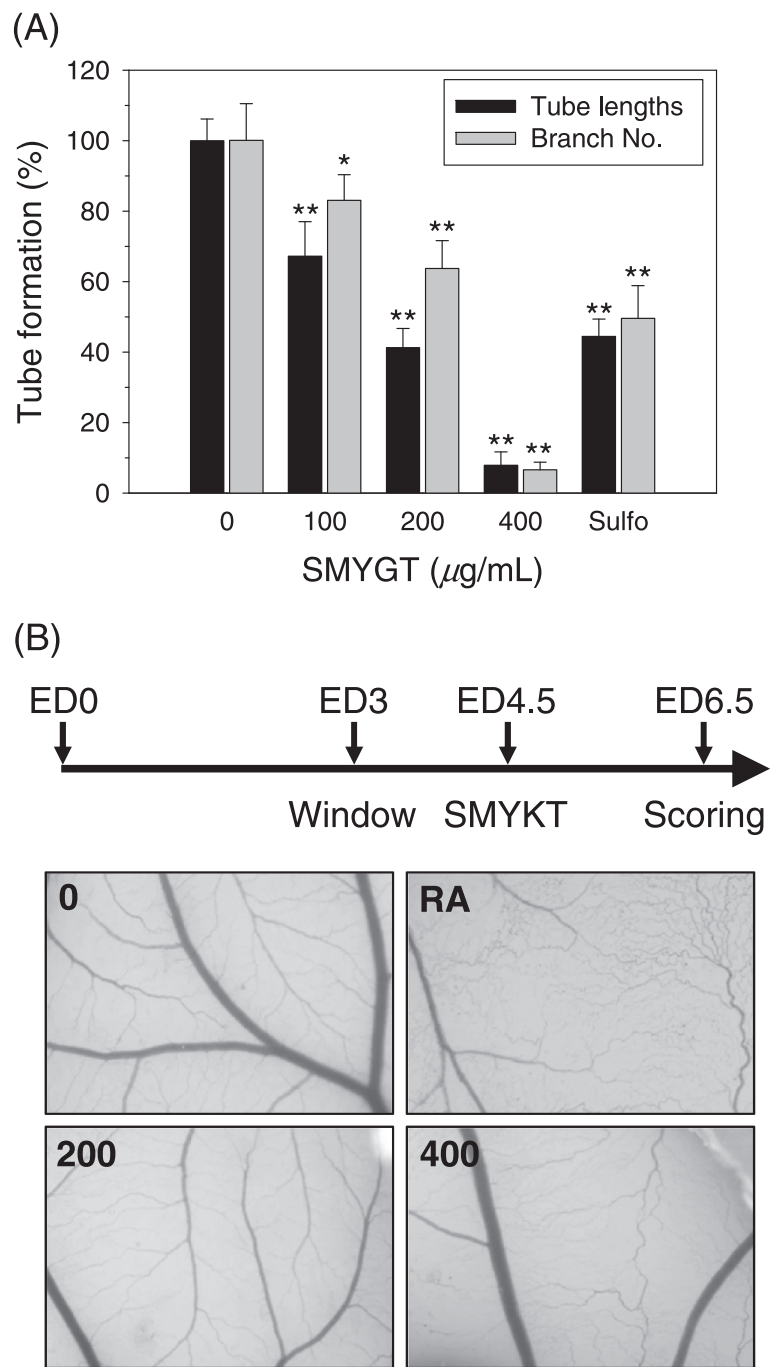 (A)
120
100
80
60
40
20
0
Tube formation (%)
Tube lengths
Branch No.
**
*
**
**
**
**
**
**
0 100 200 400 Sulfo
SMYGT (μg/mL)
(B)
ED0 ED3 ED4.5 ED6.5
Window SMYKT Scoring
0 RA
200 400